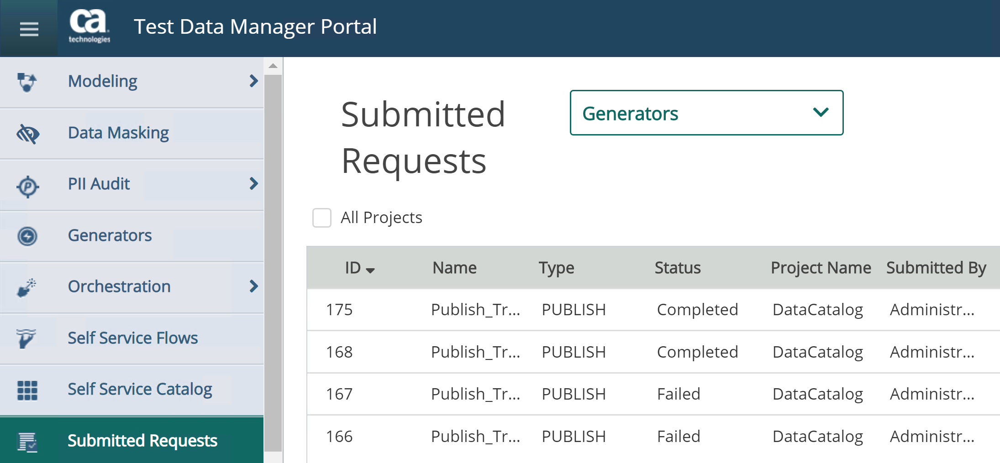 ca
technologies
Test Data Manager Portal
Modeling
Data Masking
PII Audit
Generators
Orchestration
Self Service Flows
Self Service Catalog
Submitted Requests
Submitted
Requests
Generators
All Projects
ID Name Type Status Project Name Submitted By
175 Publish_Tr... PUBLISH Completed DataCatalog Administr...
168 Publish_Tr... PUBLISH Completed DataCatalog Administr...
167 Publish_Tr... PUBLISH Failed DataCatalog Administr...
166 Publish_Tr... PUBLISH Failed DataCatalog Administr...